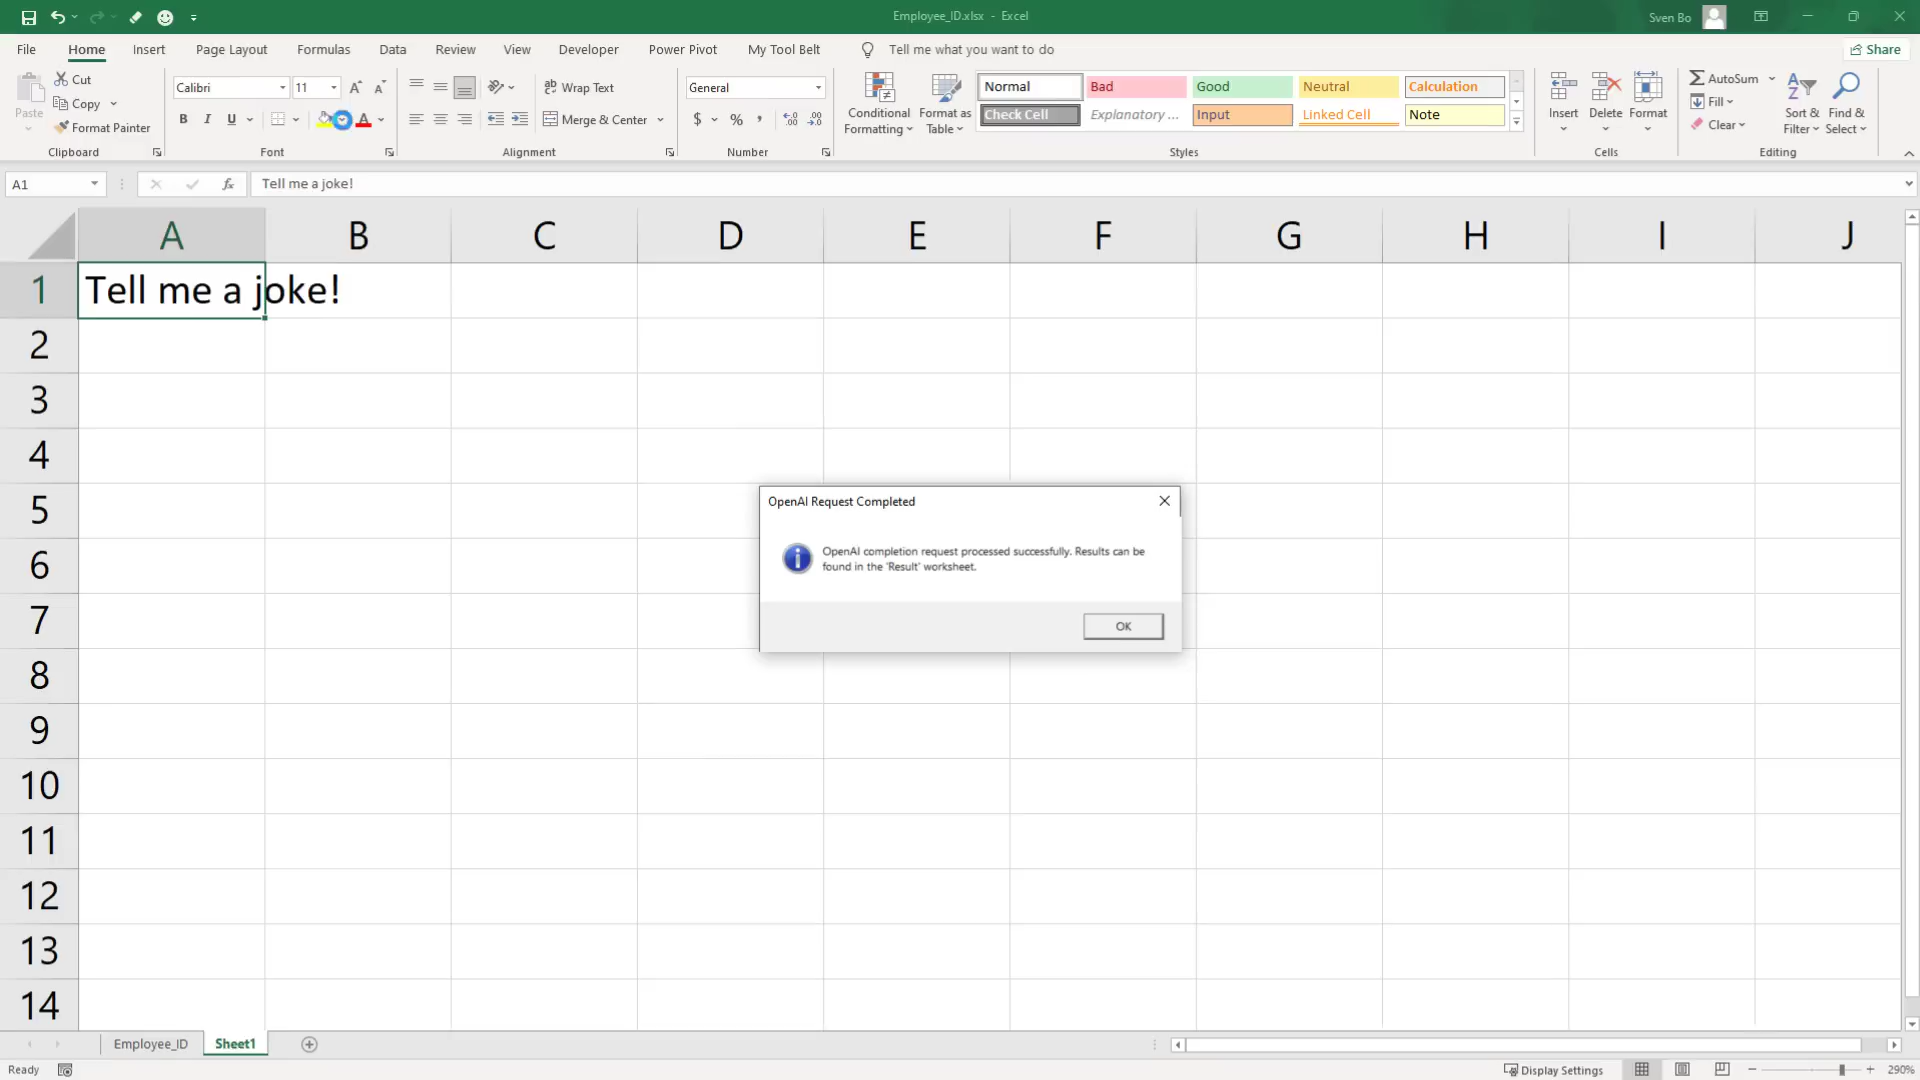 Employee_ID.xlsx - Excel
Sven Bo
File Home Insert Page Layout Formulas Data Review View Developer Power Pivot My Tool Belt Tell me what you want to do Share
Paste
Cut
Copy
Format Painter
Clipboard
Calibri 11
B I U A
Font
Wrap Text
Merge & Center
Alignment
General
$ % ,
Number
Conditional Formatting
Format as Table
Normal Bad Good Neutral Calculation
Check Cell Explanatory ... Input Linked Cell Note
Styles
Insert Delete Format
Cells
AutoSum
Fill
Clear
Sort & Filter
Find & Select
Editing
A1 fx Tell me a joke!
A B C D E F G H I J
1 Tell me a joke!
2
3
4
5
6
7
8
9
10
11
12
13
14
OpenAI Request Completed
OpenAI completion request processed successfully. Results can be
found in the 'Result' worksheet.
OK
Employee_ID Sheet1
Ready Display Settings 290%